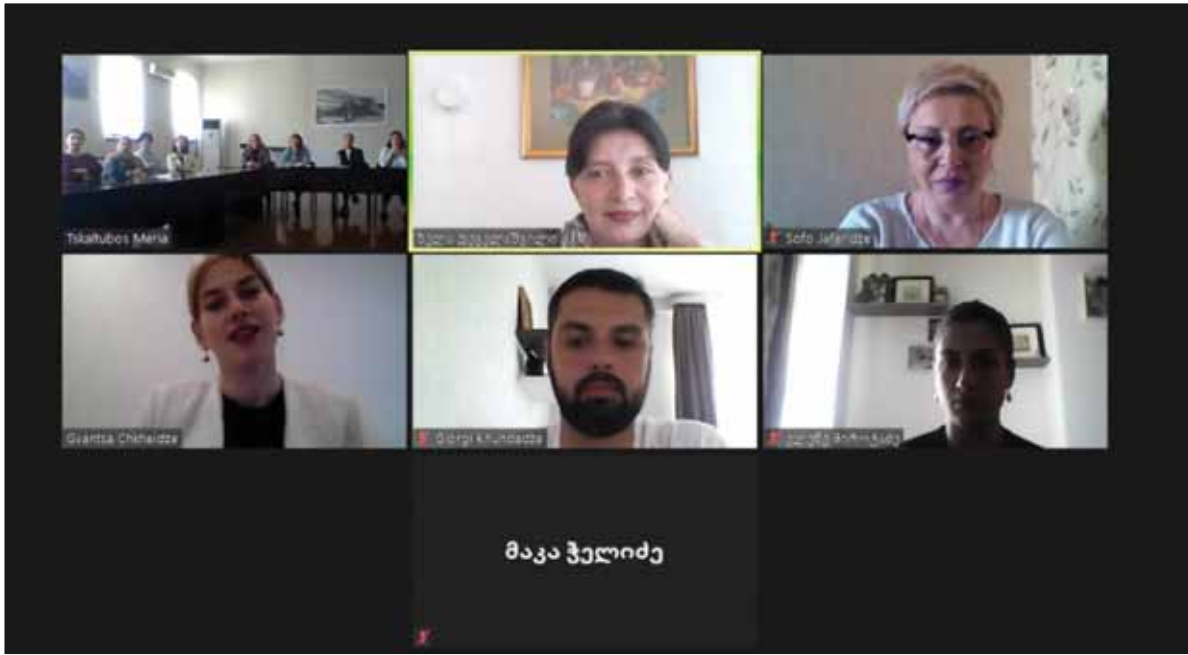 Tskaltubos Meria
Sofo Jafaridze
Gvantsa Chkheidze
Giorgi Khundadze
მაკა ჭელიძე